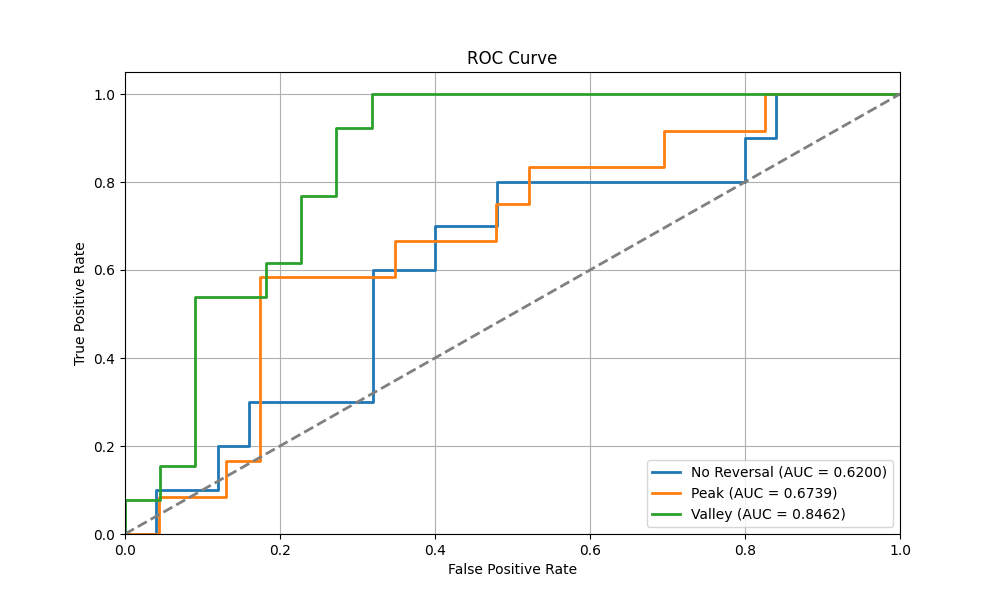 ROC Curve
True Positive Rate
1.0
0.8
0.6
0.4
0.2
0.0
0.0 0.2 0.4 0.6 0.8 1.0
False Positive Rate
No Reversal (AUC = 0.6200)
Peak (AUC = 0.6739)
Valley (AUC = 0.8462)